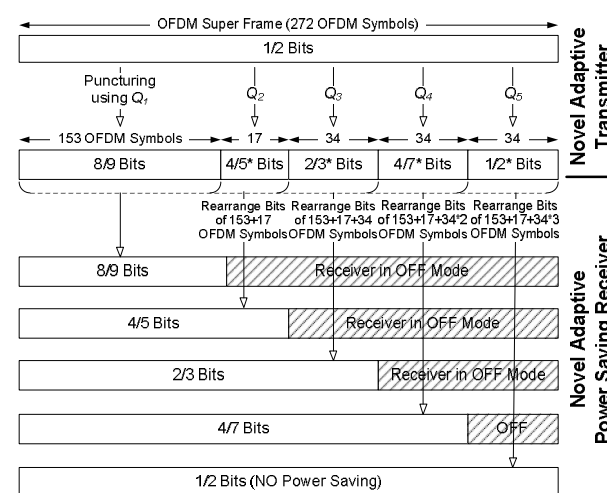 OFDM Super Frame (272 OFDM Symbols)
1/2 Bits
Puncturing
using Q1
Q2
Q3
Q4
Q5
153 OFDM Symbols
17
34
34
34
8/9 Bits
4/5* Bits
2/3* Bits
4/7* Bits
1/2* Bits
Rearrange Bits
of 153+17
OFDM Symbols
Rearrange Bits
of 153+17+34
OFDM Symbols
Rearrange Bits
of 153+17+34*2
OFDM Symbols
Rearrange Bits
of 153+17+34*3
OFDM Symbols
8/9 Bits
Receiver in OFF Mode
4/5 Bits
Receiver in OFF Mode
2/3 Bits
Receiver in OFF Mode
4/7 Bits
OFF
1/2 Bits (NO Power Saving)
Novel Adaptive
Transmitter
Novel Adaptive
Power Saving Receiver